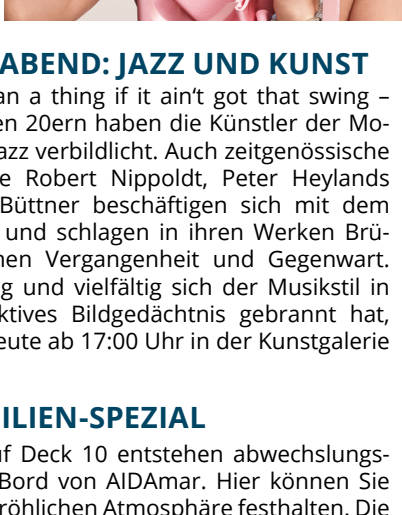 ABEND: JAZZ UND KUNST
an a thing if it ain't got that swing –
en 20ern haben die Künstler der Mo-
azz verbildlicht. Auch zeitgenössische
e Robert Nippoldt, Peter Heylands
Büttner beschäftigen sich mit dem
und schlagen in ihren Werken Brü-
hen Vergangenheit und Gegenwart.
g und vielfältig sich der Musikstil in
ktives Bildgedächtnis gebrannt hat,
eute ab 17:00 Uhr in der Kunstgalerie
ILIEN-SPEZIAL
uf Deck 10 entstehen abwechslungs-
Bord von AIDAmar. Hier können Sie
röhlichen Atmosphäre festhalten. Die